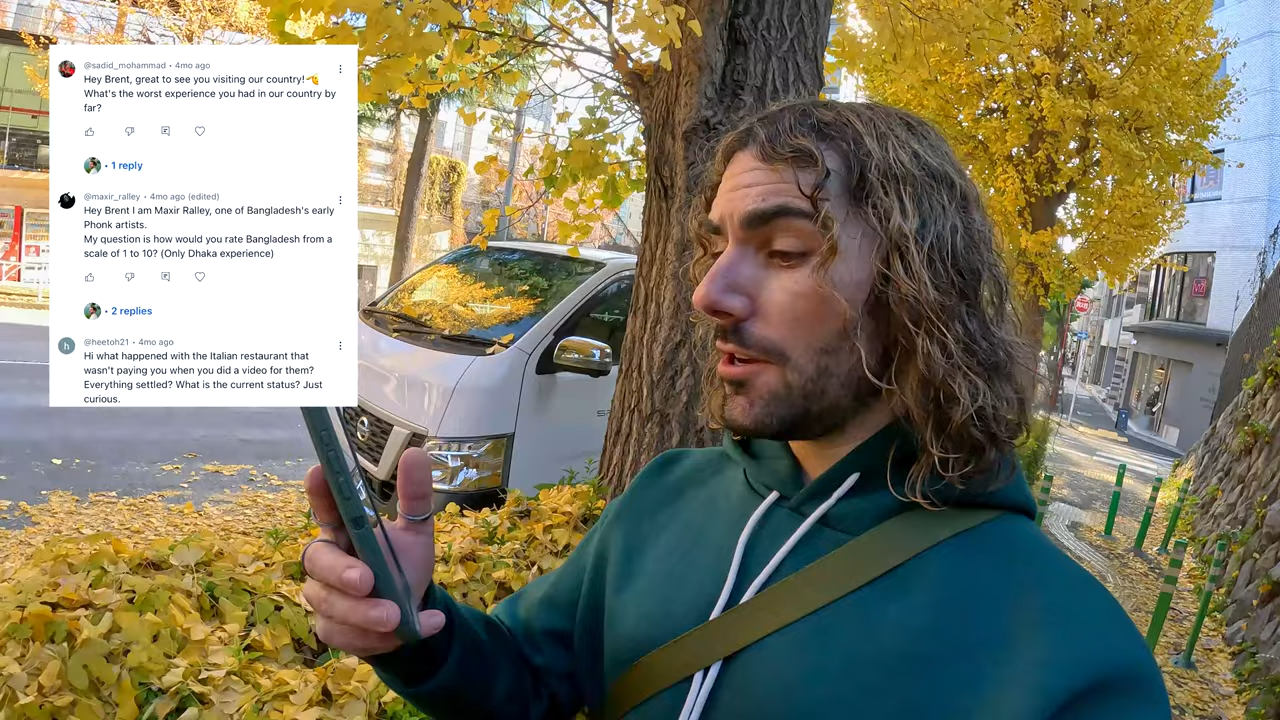 @sadid_mohammad • 4mo ago
Hey Brent, great to see you visiting our country!🫡
What's the worst experience you had in our country by
far?
• 1 reply
@maxir_ralley • 4mo ago (edited)
Hey Brent I am Maxir Ralley, one of Bangladesh's early
Phonk artists.
My question is how would you rate Bangladesh from a
scale of 1 to 10? (Only Dhaka experience)
• 2 replies
h
@heetoh21 • 4mo ago
Hi what happened with the Italian restaurant that
wasn't paying you when you did a video for them?
Everything settled? What is the current status? Just
curious.